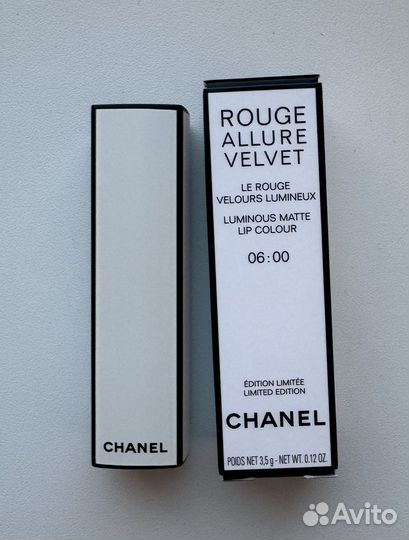 CHANEL
ROUGE
ALLURE
VELVET
LE ROUGE
VELOURS LUMINEUX
LUMINOUS MATTE
LIP COLOUR
06:00
ÉDITION LIMITÉE
LIMITED EDITION
CHANEL
POIDS NET 3,5 g - NET WT. 0.12 OZ.
Avito